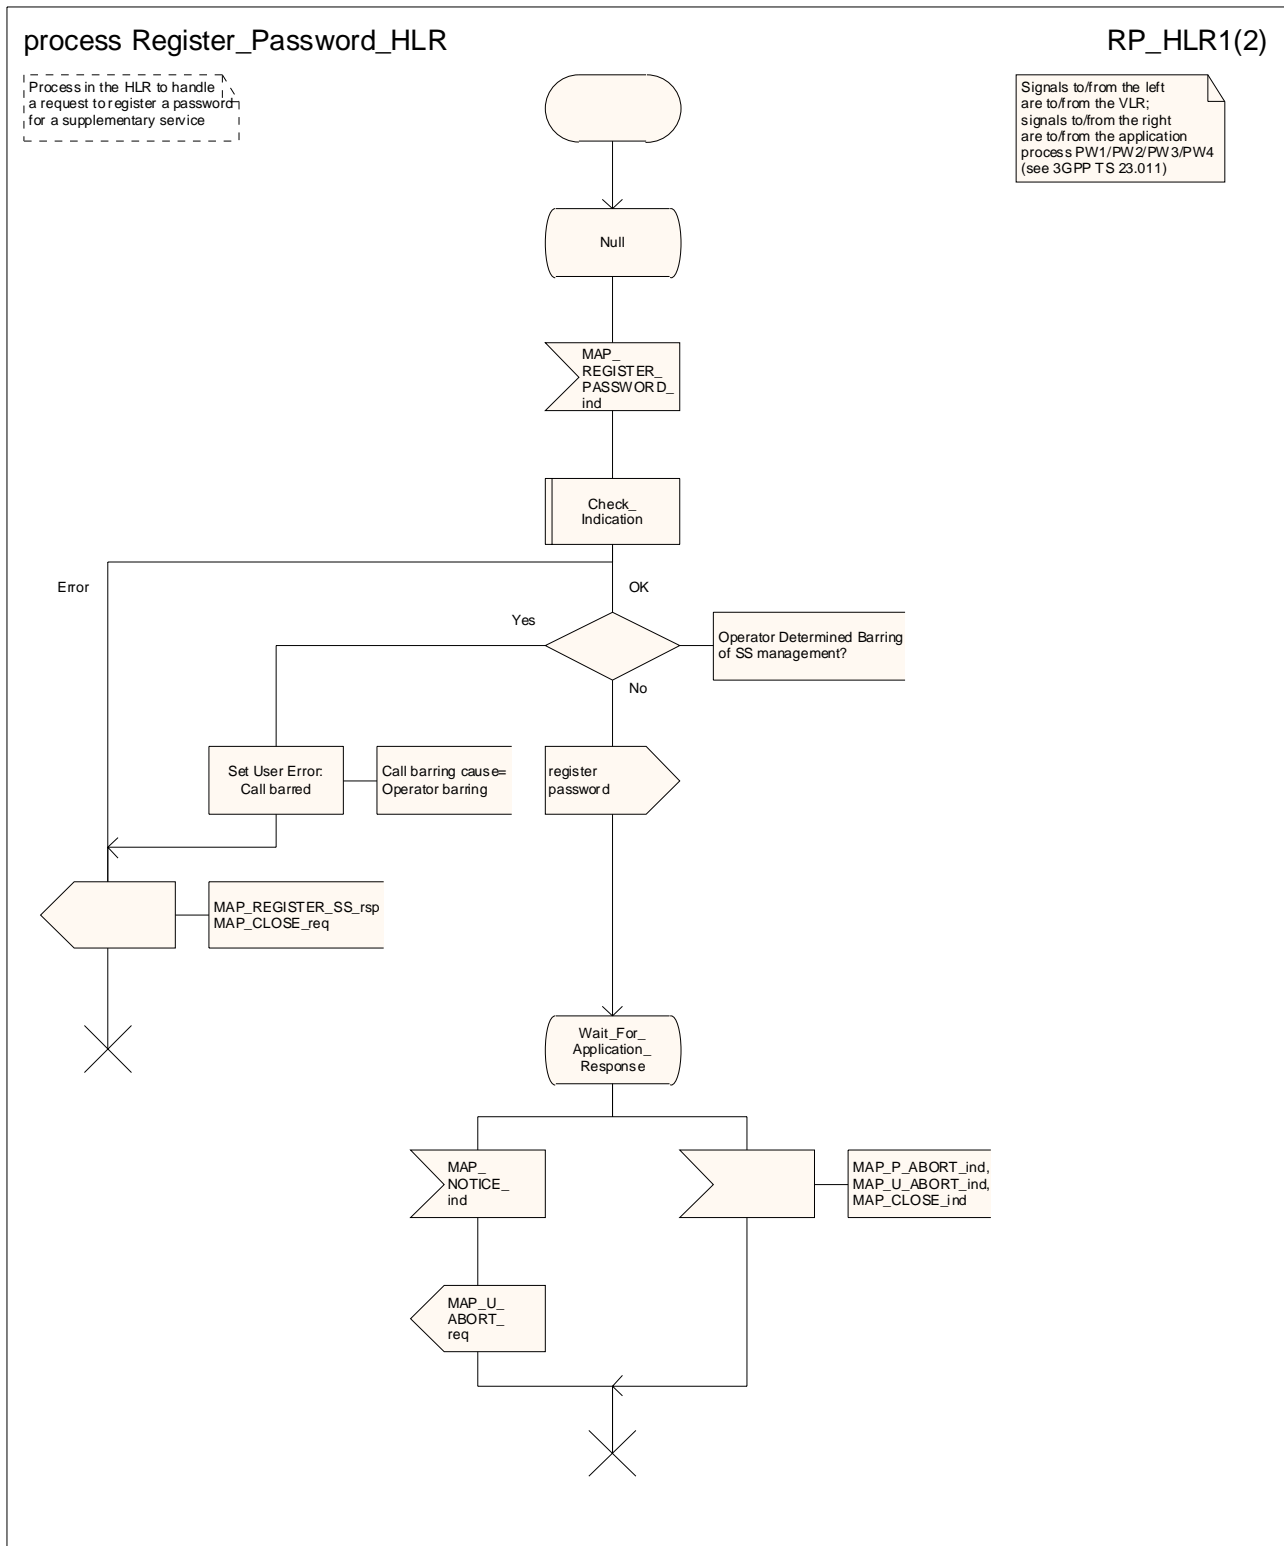 process Register_Password_HLR
RP_HLR1(2)
Process in the HLR to handle
a request to register a password
for a supplementary service
Signals to/from the left
are to/from the VLR;
signals to/from the right
are to/from the application
process PW1/PW2/PW3/PW4
(see 3GPP TS 23.011)
Null
MAP_
REGISTER_
PASSWORD_
ind
Check_
Indication
Error
OK
Yes
Operator Determined Barring
of SS management?
No
Set User Error:
Call barred
Call barring cause=
Operator barring
register
password
MAP_REGISTER_SS_rsp
MAP_CLOSE_req
Wait_For_
Application_
Response
MAP_
NOTICE_
ind
MAP_P_ABORT_ind,
MAP_U_ABORT_ind,
MAP_CLOSE_ind
MAP_U_
ABORT_
req